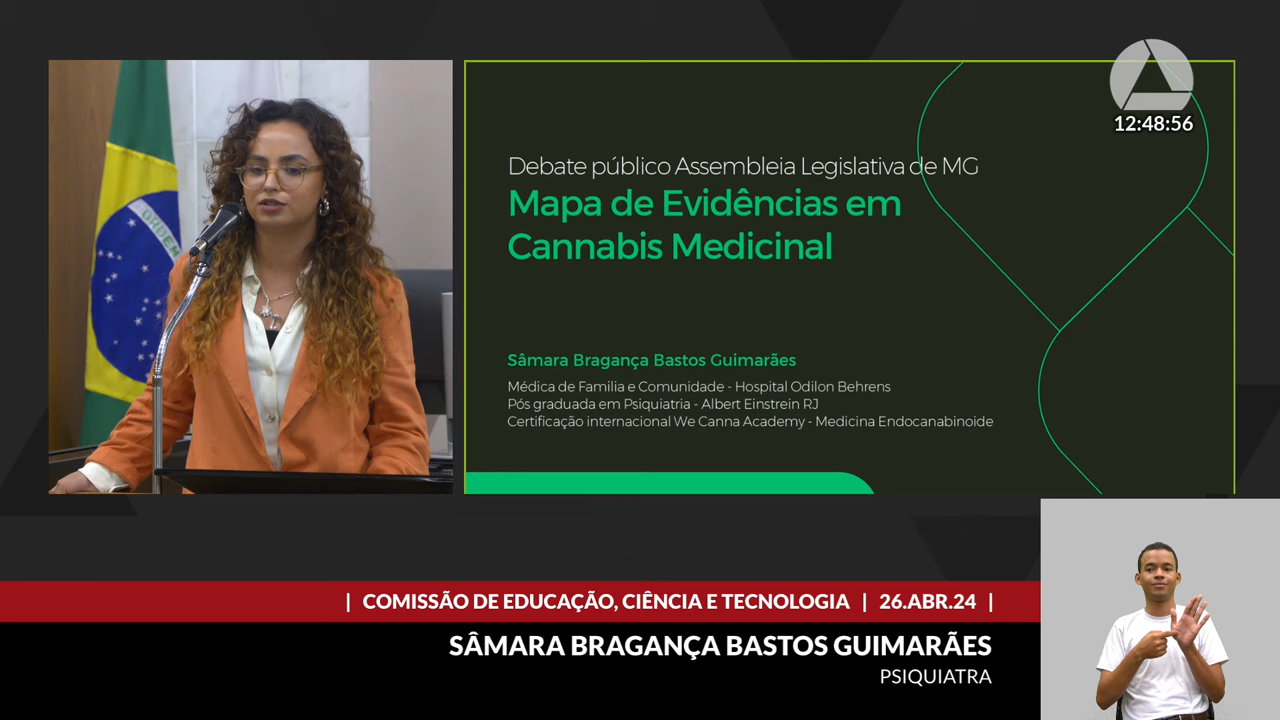 ORDEM
12:48:56
Debate público Assembleia Legislativa de MG
Mapa de Evidências em
Cannabis Medicinal
Sâmara Bragança Bastos Guimarães
Médica de Familia e Comunidade - Hospital Odilon Behrens
Pós graduada em Psiquiatria - Albert Einstrein RJ
Certificação internacional We Canna Academy - Medicina Endocanabinoide
| COMISSÃO DE EDUCAÇÃO, CIÊNCIA E TECNOLOGIA | 26.ABR.24 |
SÂMARA BRAGANÇA BASTOS GUIMARÃES
PSIQUIATRA